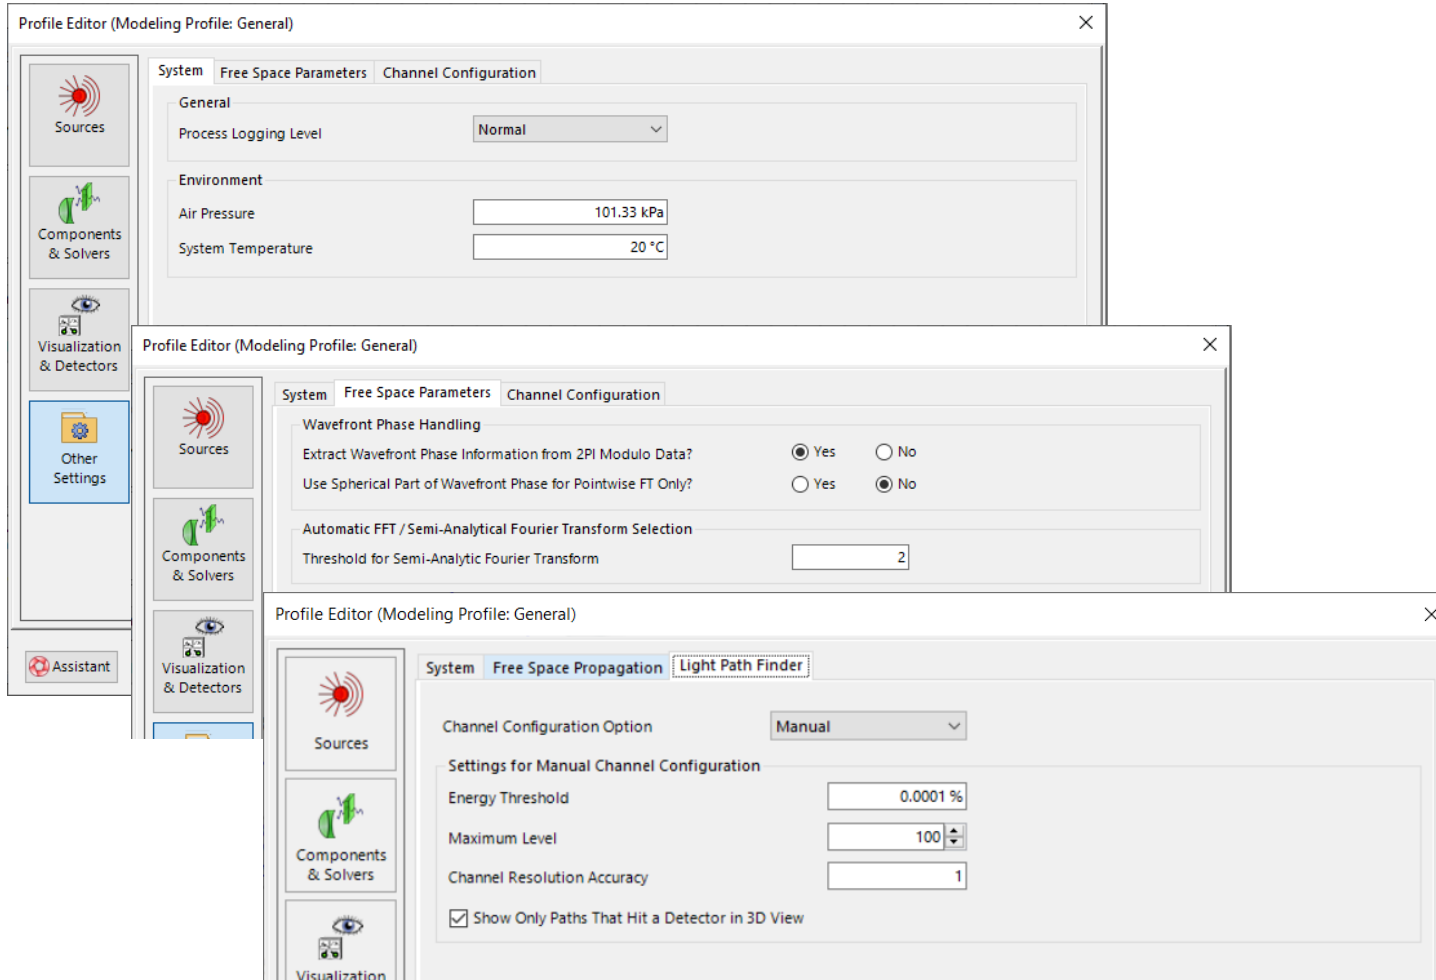 Profile Editor (Modeling Profile: General)
Sources
Components
& Solvers
Visualization
& Detectors
Other
Settings
Assistant
System Free Space Parameters Channel Configuration
General
Process Logging Level Normal
Environment
Air Pressure 101.33 kPa
System Temperature 20 °C
Profile Editor (Modeling Profile: General)
Sources
Components
& Solvers
Visualization
& Detectors
System Free Space Parameters Channel Configuration
Wavefront Phase Handling
Extract Wavefront Phase Information from 2PI Modulo Data? Yes No
Use Spherical Part of Wavefront Phase for Pointwise FT Only? Yes No
Automatic FFT / Semi-Analytical Fourier Transform Selection
Threshold for Semi-Analytic Fourier Transform 2
Profile Editor (Modeling Profile: General)
Sources
Components
& Solvers
Visualization
System Free Space Propagation Light Path Finder
Channel Configuration Option Manual
Settings for Manual Channel Configuration
Energy Threshold 0.0001 %
Maximum Level 100
Channel Resolution Accuracy 1
Show Only Paths That Hit a Detector in 3D View